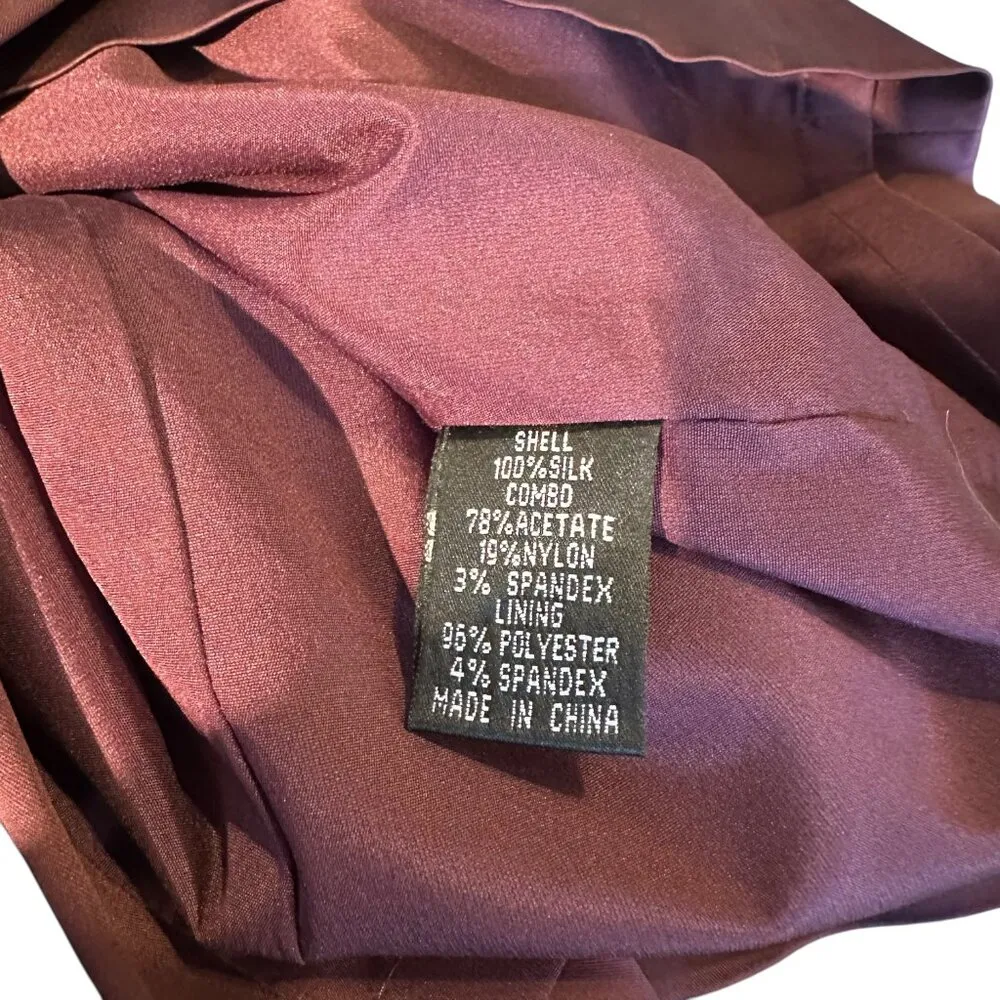 SHELL
100%SILK
COMBO
78%ACETATE
19%NYLON
3% SPANDEX
LINING
96% POLYESTER
4% SPANDEX
MADE IN CHINA